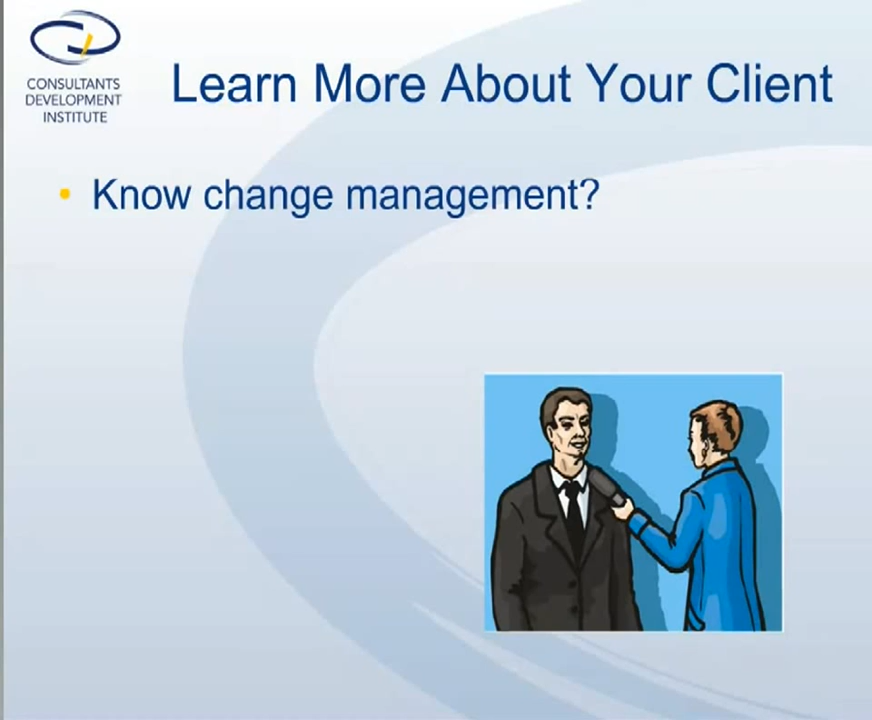 CONSULTANTS
DEVELOPMENT
INSTITUTE
Learn More About Your Client
• Know change management?